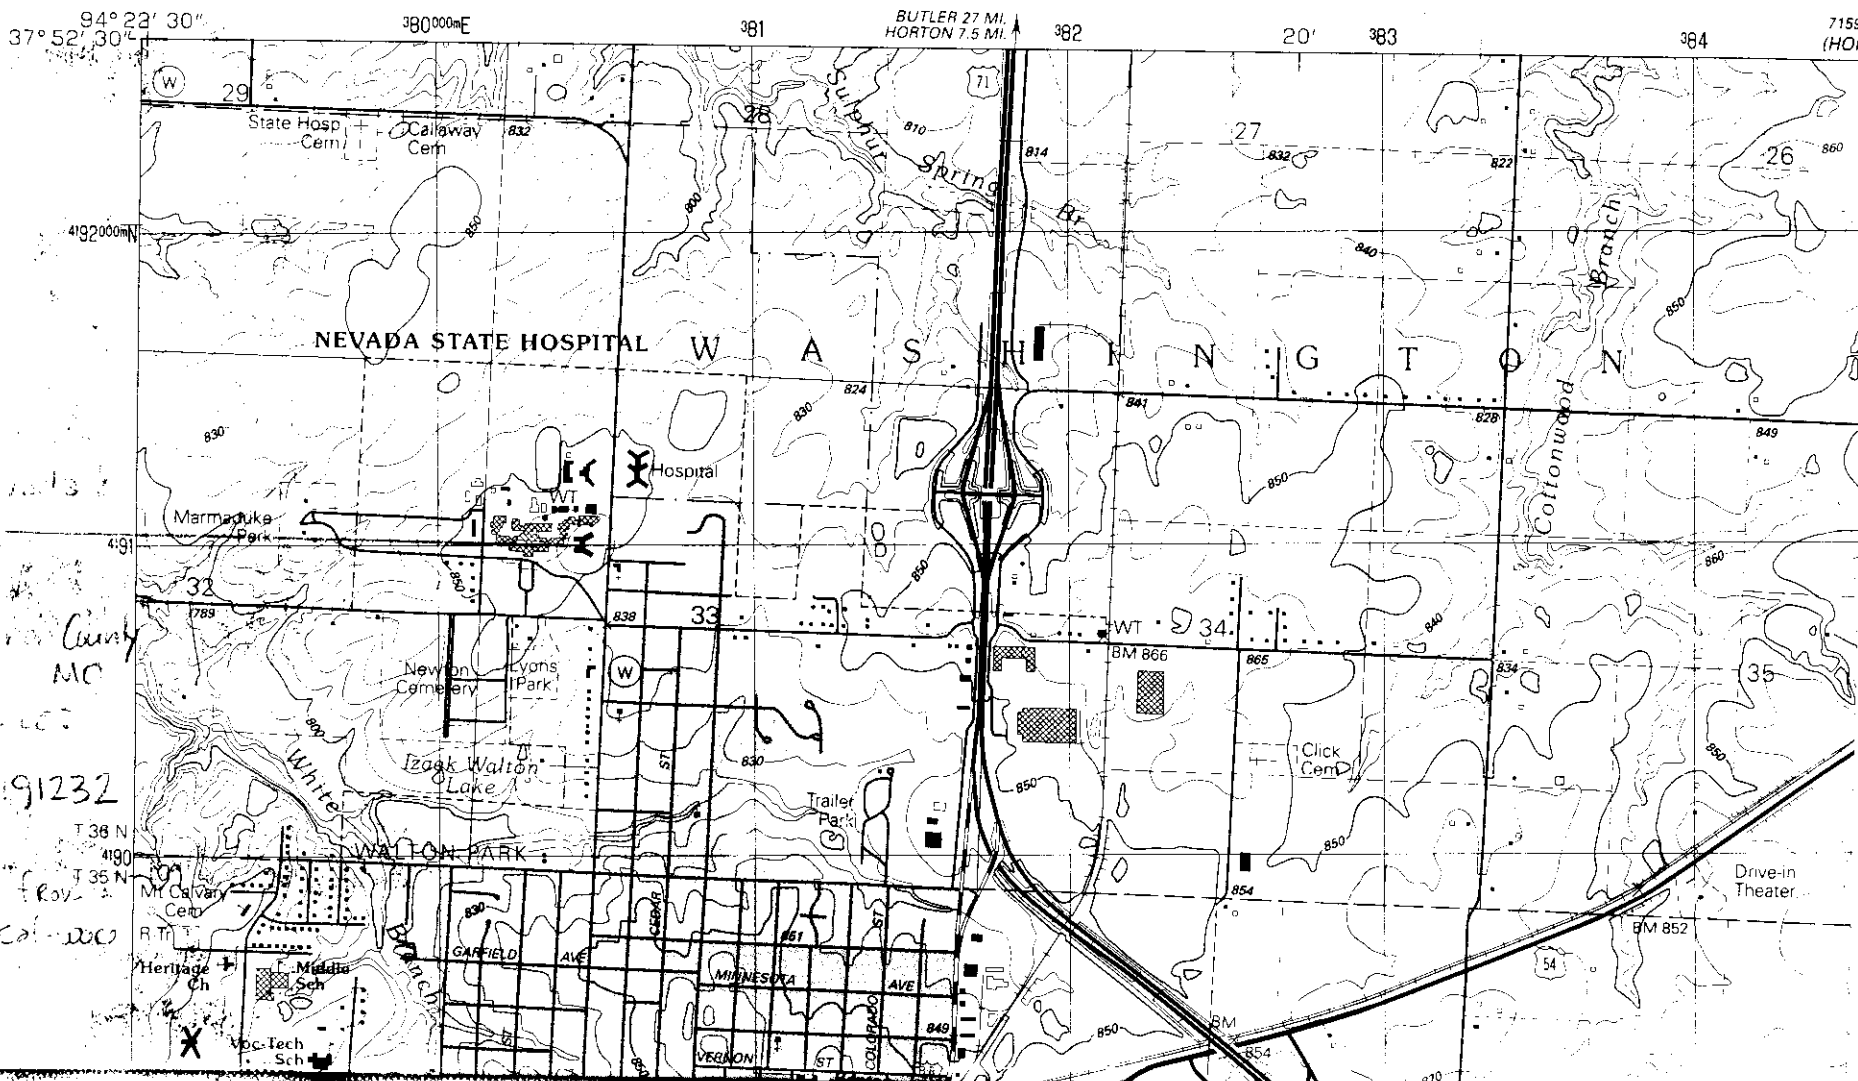 94° 22' 30"
³80⁰⁰⁰ᵐE
³81
BUTLER 27 MI.
HORTON 7.5 MI.
³82
20'
³83
³84
7159
37° 52' 30"
W
29
State Hosp
Cem
Callaway
Cem
832
28
Sulphur
Spring
Br
71
810
814
27
832
822
26
860
800
850
⁴¹92⁰⁰⁰ᵐN
840
Branch
850
NEVADA STATE HOSPITAL
WASHINGTON
824
830
841
828
849
830
Hospital
WT
850
Cottonwood
Marmaduke
Park
⁴¹91
850
850
860
32
789
838
33
WT
34
BM 866
865
840
834
35
County
MO
Newton
Cemetery
Lyons
Park
W
800
White
Izaak Walton
Lake
ST
830
Trailer
Park
850
Click
Cem
850
91232
T 36 N
⁴¹90
T 35 N
WALTON PARK
850
Mt Calvary
Cem
854
Drive-in
Theater
BM 852
830
CEDAR
ST
851
Branch
GARFIELD AVE
MINNESOTA AVE
54
Heritage
Ch
Middle
Sch
COLORADO
849
850
BM
854
Voc-Tech
Sch
ST
850
VERNON ST
870